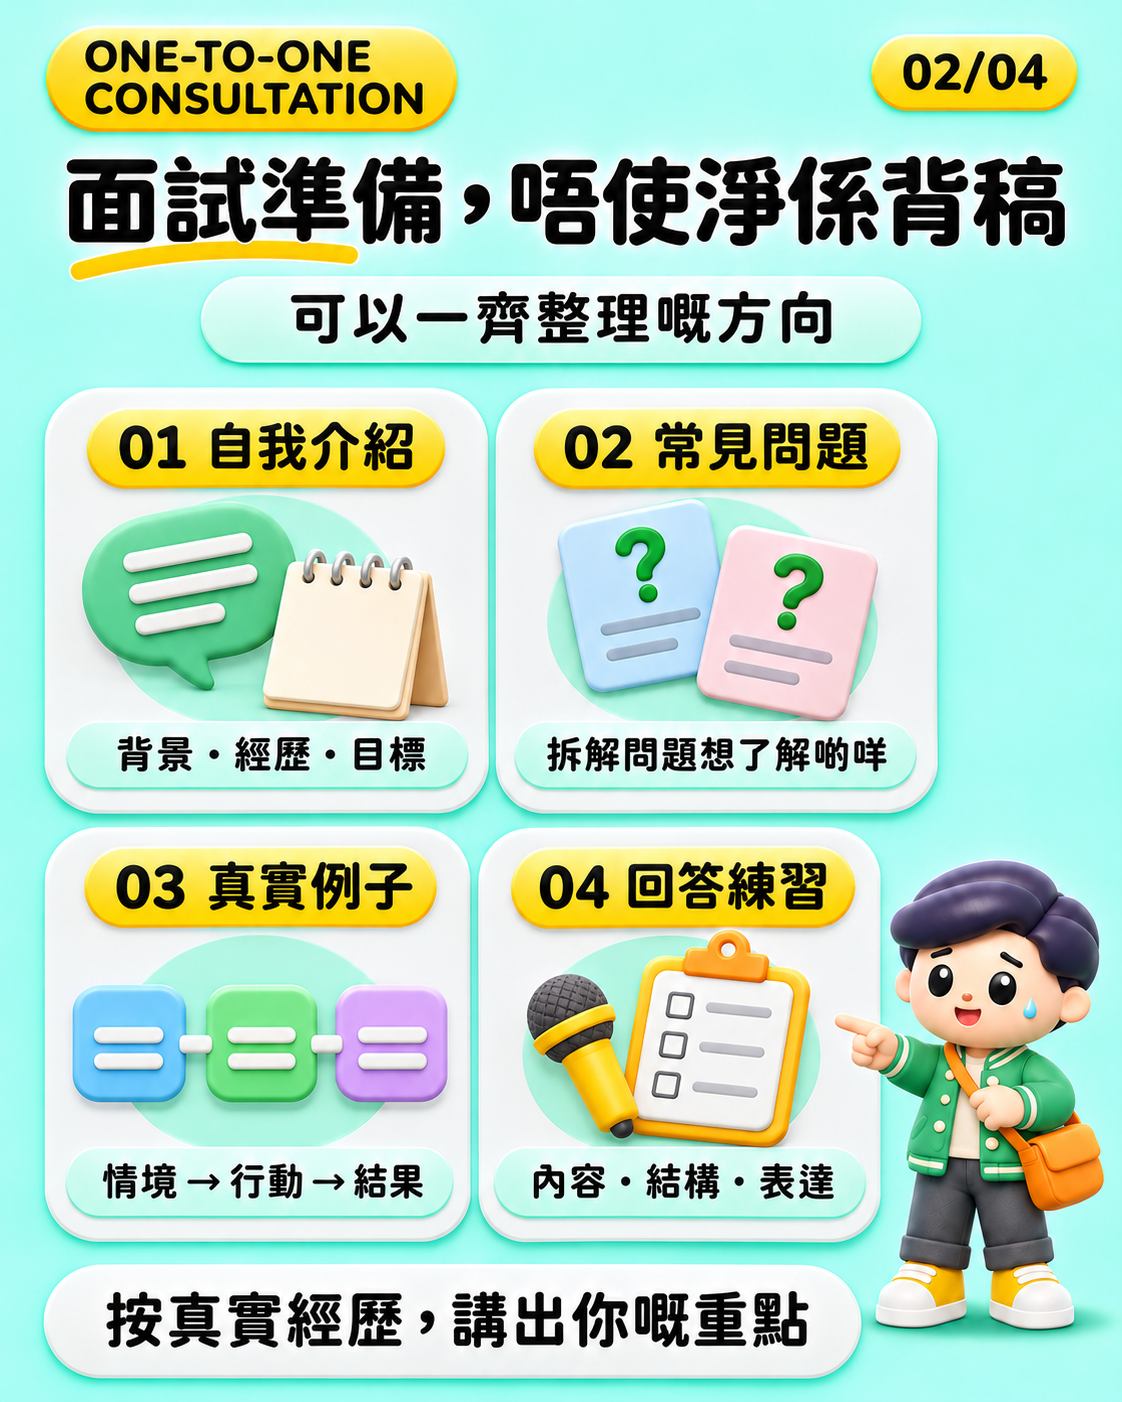 ONE-TO-ONE
CONSULTATION
02/04
面試準備，唔使淨係背稿
可以一齊整理嘅方向
01 自我介紹
背景·經歷·目標
02 常見問題
? ?
拆解問題想了解啲咩
03 真實例子
情境→行動→結果
04 回答練習
內容·結構·表達
按真實經歷，講出你嘅重點